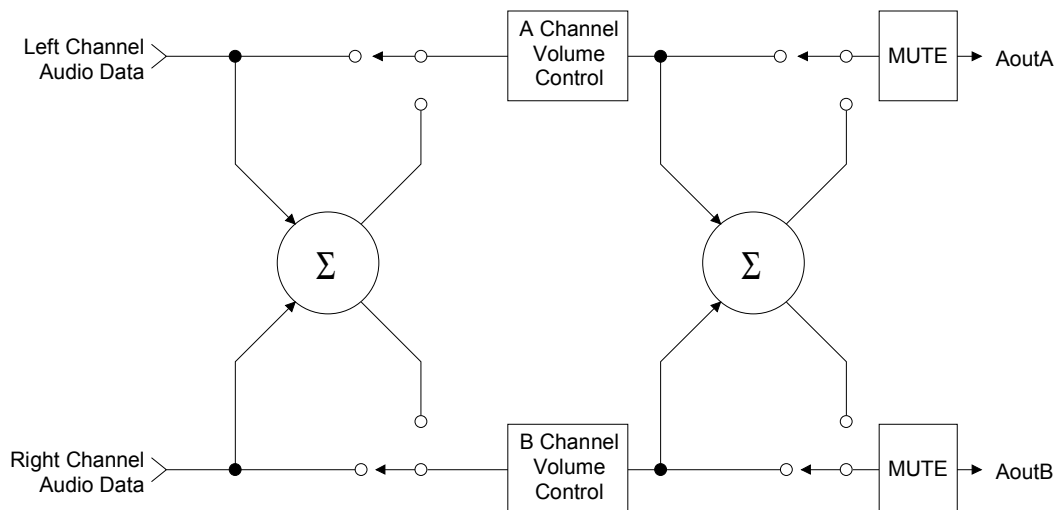 Left Channel
Audio Data
A Channel
Volume
Control
MUTE
AoutA
Σ
Σ
Right Channel
Audio Data
B Channel
Volume
Control
MUTE
AoutB